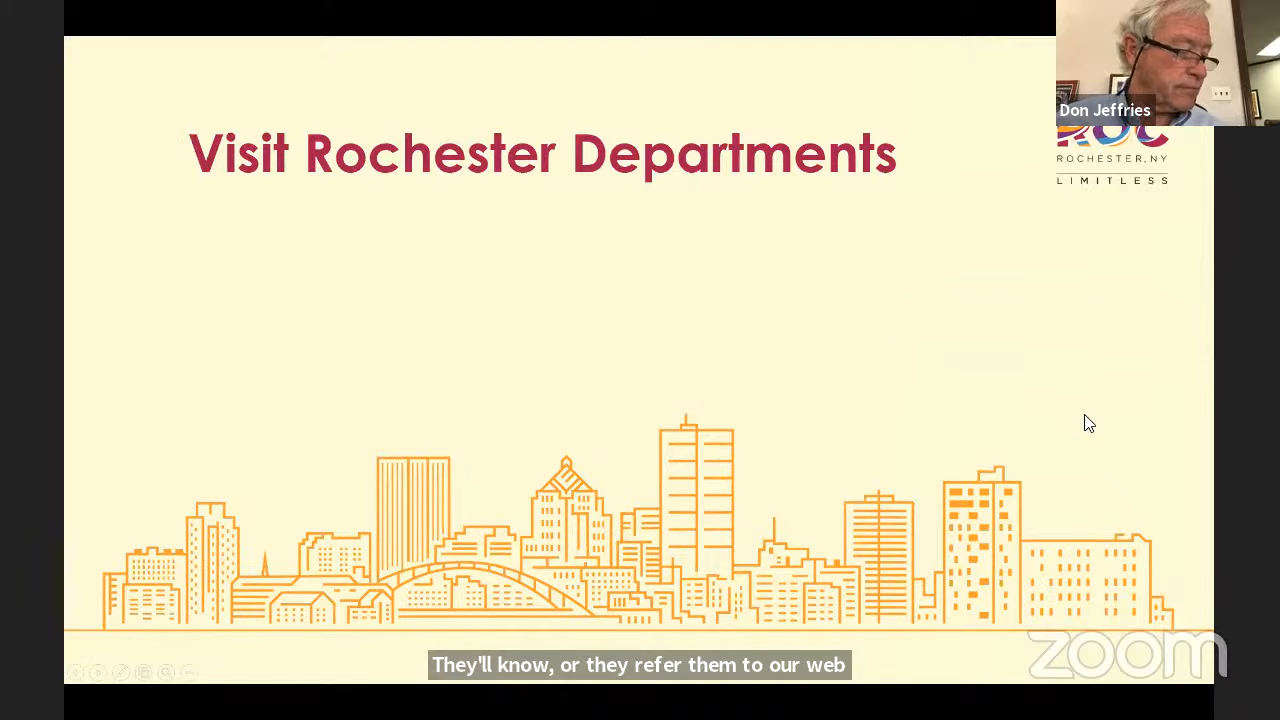 Visit Rochester Departments
Don Jeffries
ROC
ROCHESTER, NY
LIMITLESS
They'll know, or they refer them to our web
zoom